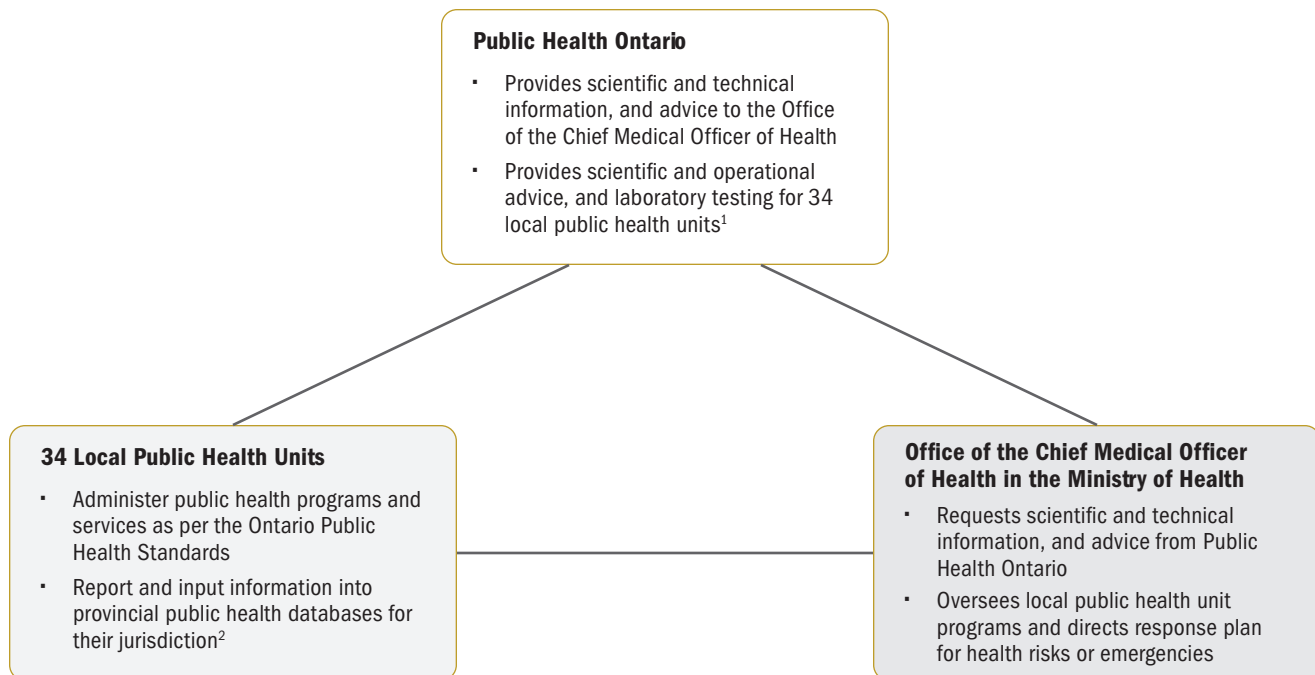 Public Health Ontario
▪ Provides scientific and technical
information, and advice to the Office
of the Chief Medical Officer of Health
▪ Provides scientific and operational
advice, and laboratory testing for 34
local public health units¹
34 Local Public Health Units
▪ Administer public health programs and
services as per the Ontario Public
Health Standards
▪ Report and input information into
provincial public health databases for
their jurisdiction²
Office of the Chief Medical Officer
of Health in the Ministry of Health
▪ Requests scientific and technical
information, and advice from Public
Health Ontario
▪ Oversees local public health unit
programs and directs response plan
for health risks or emergencies